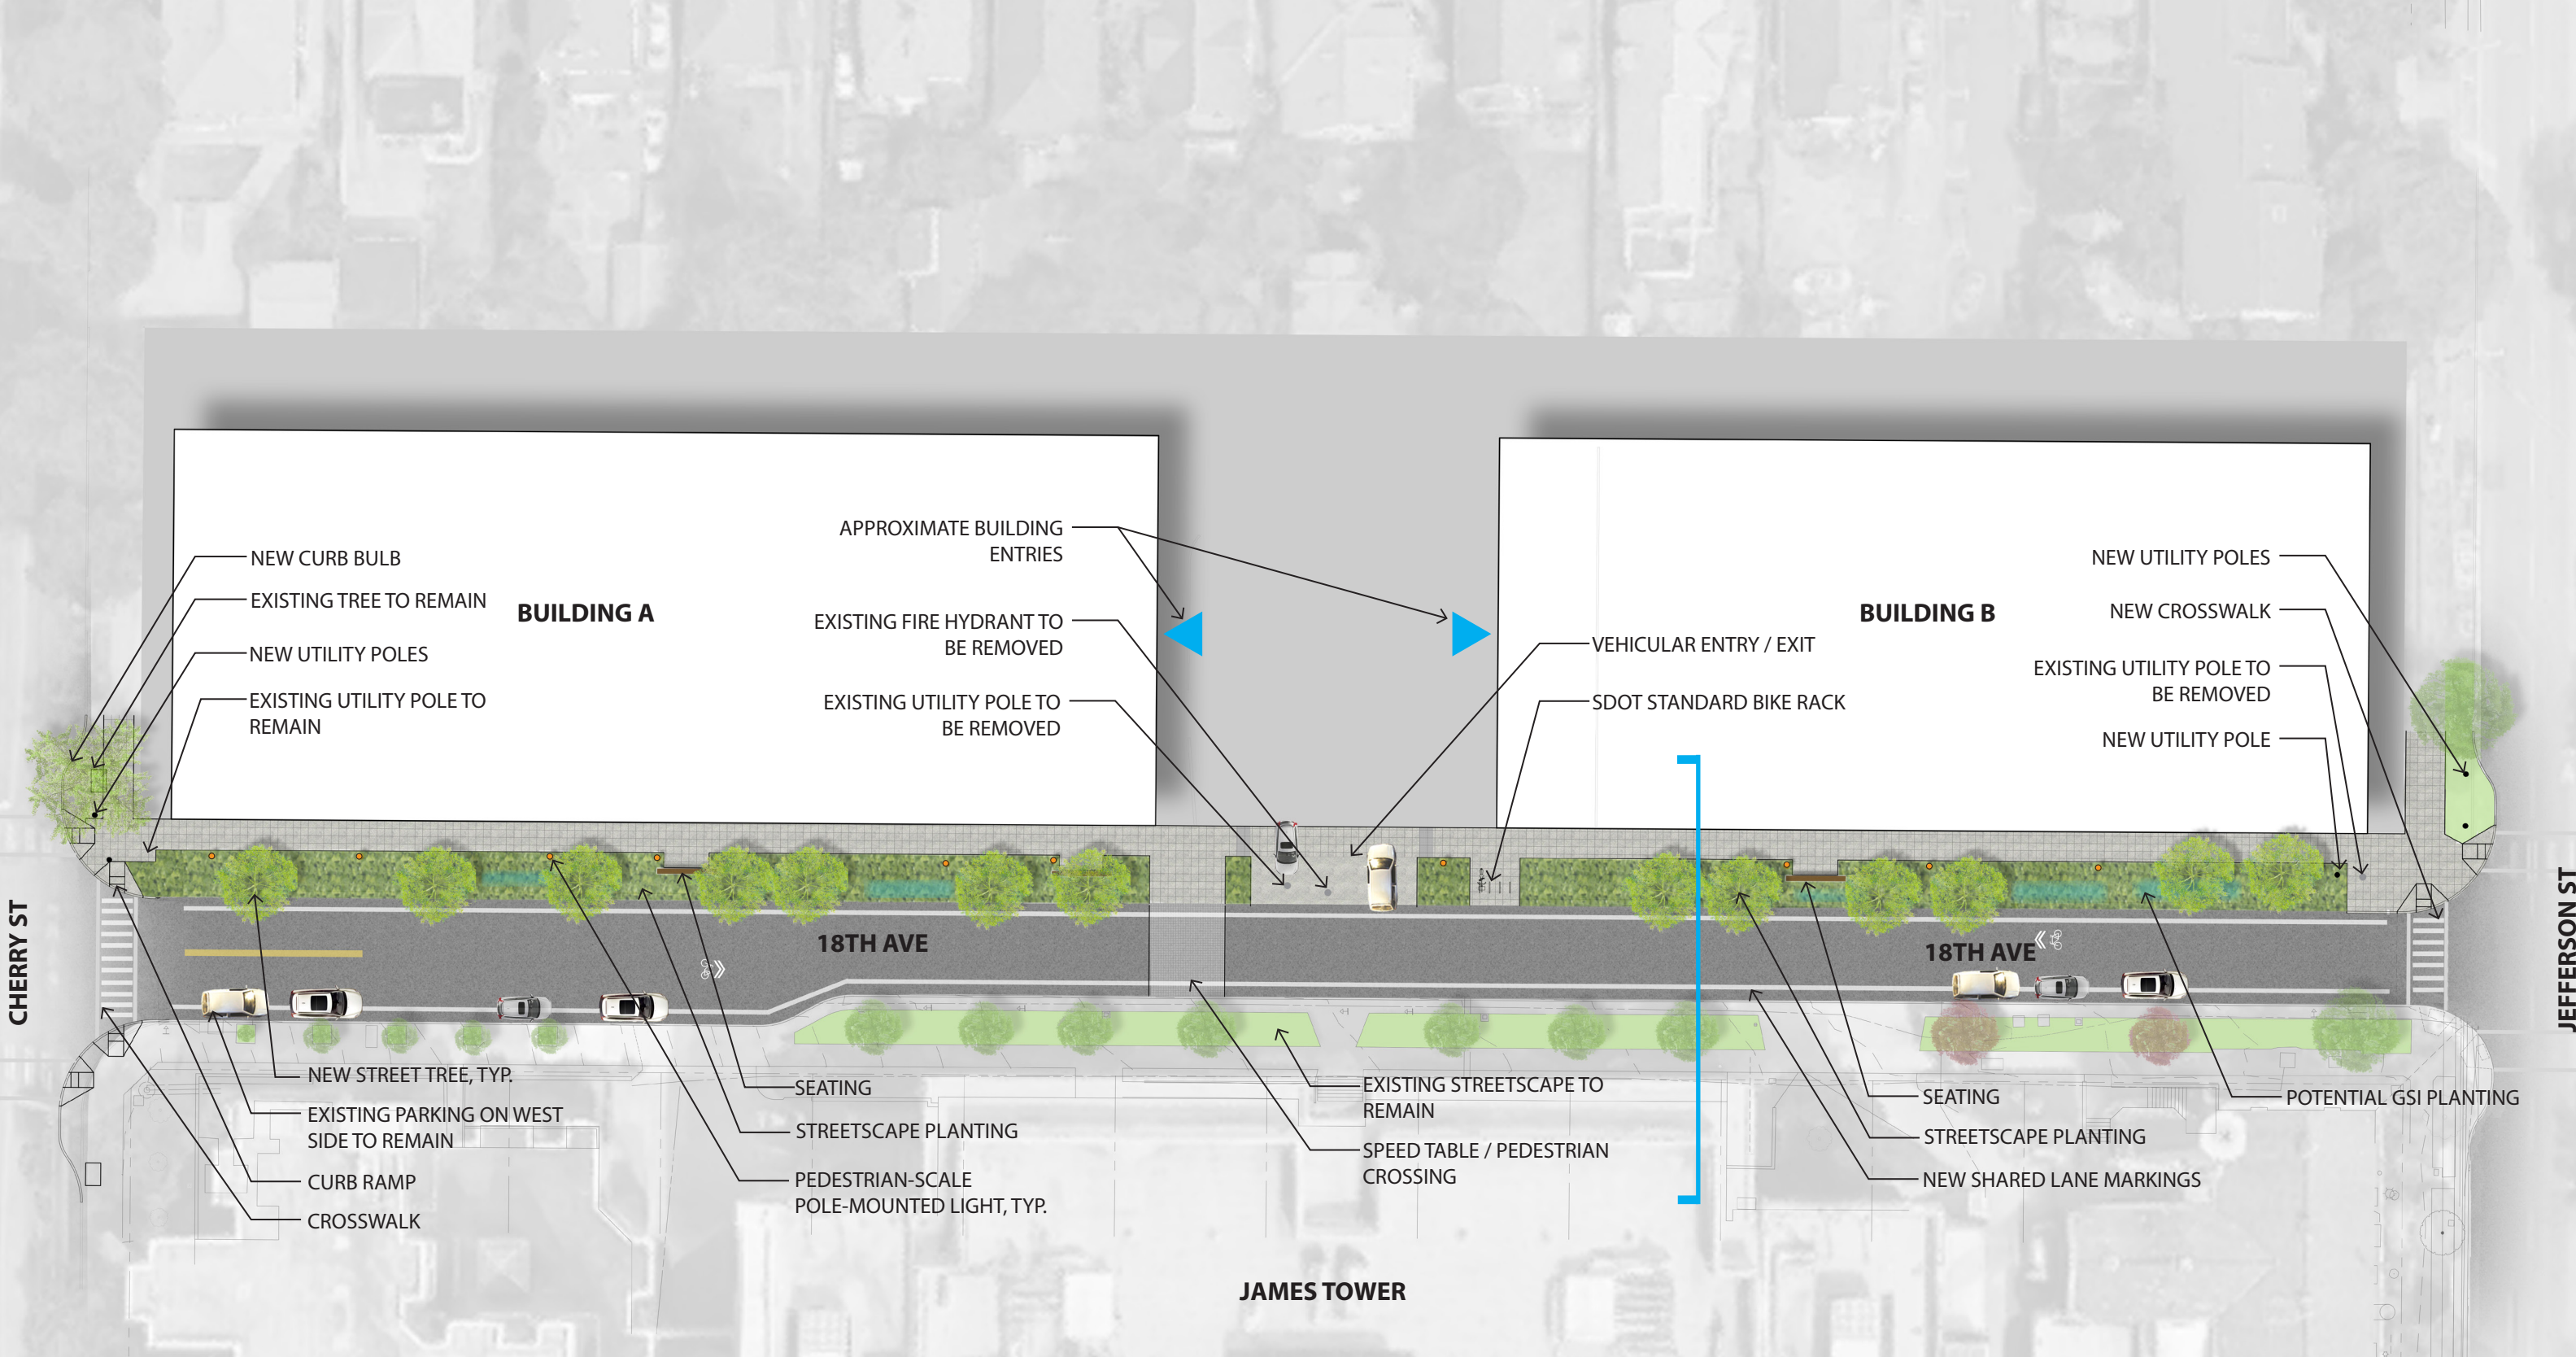 NEW CURB BULB
EXISTING TREE TO REMAIN
NEW UTILITY POLES
EXISTING UTILITY POLE TO
REMAIN
BUILDING A
APPROXIMATE BUILDING
ENTRIES
EXISTING FIRE HYDRANT TO
BE REMOVED
EXISTING UTILITY POLE TO
BE REMOVED
VEHICULAR ENTRY / EXIT
SDOT STANDARD BIKE RACK
BUILDING B
NEW UTILITY POLES
NEW CROSSWALK
EXISTING UTILITY POLE TO
BE REMOVED
NEW UTILITY POLE
CHERRY ST
18TH AVE
18TH AVE
JEFFERSON ST
NEW STREET TREE, TYP.
EXISTING PARKING ON WEST
SIDE TO REMAIN
CURB RAMP
CROSSWALK
SEATING
STREETSCAPE PLANTING
PEDESTRIAN-SCALE
POLE-MOUNTED LIGHT, TYP.
EXISTING STREETSCAPE TO
REMAIN
SPEED TABLE / PEDESTRIAN
CROSSING
SEATING
STREETSCAPE PLANTING
NEW SHARED LANE MARKINGS
POTENTIAL GSI PLANTING
JAMES TOWER